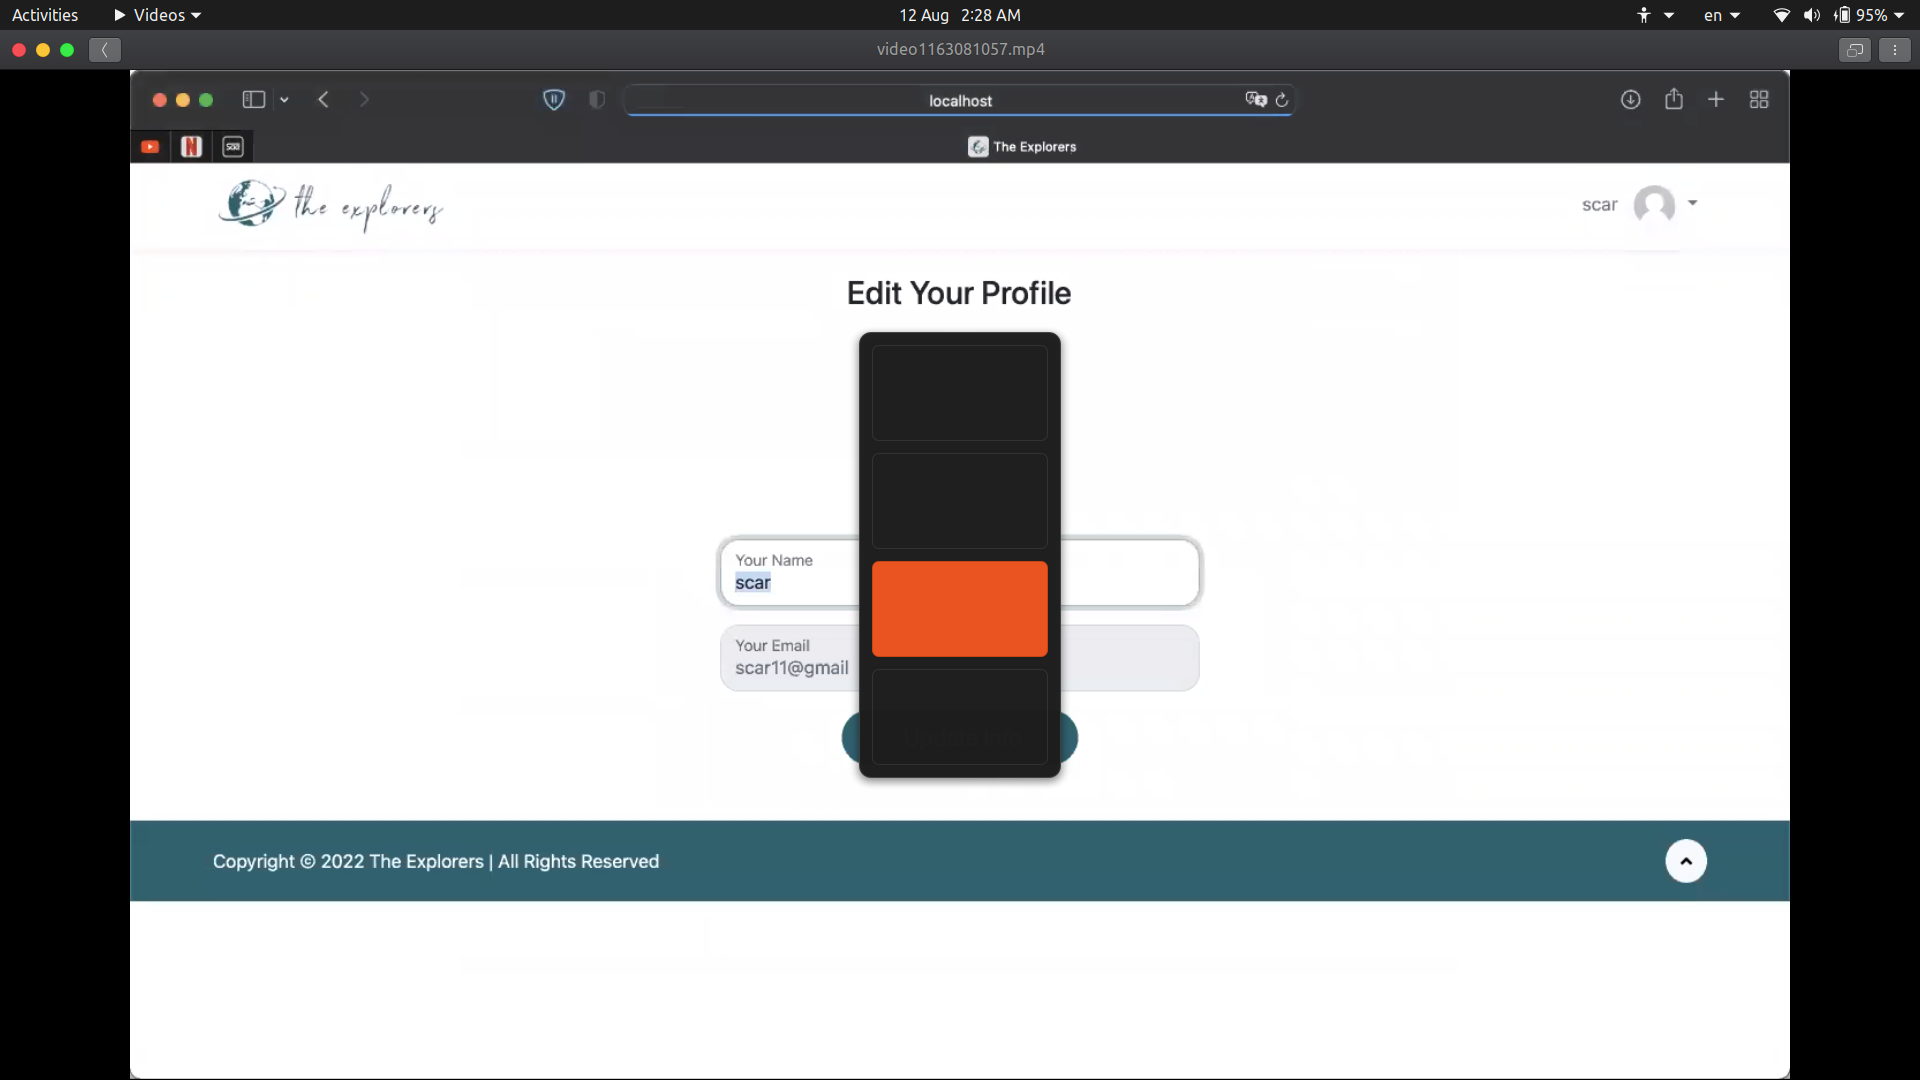 Activities Videos 12 Aug 2:28 AM en 95%
video1163081057.mp4
localhost
The Explorers
the explorers scar
Edit Your Profile
Your Name
scar
Your Email
scar11@gmail
Copyright © 2022 The Explorers | All Rights Reserved